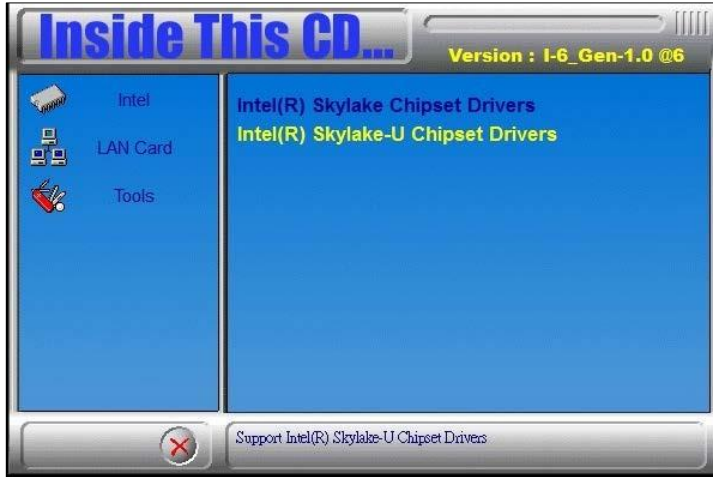 Inside This CD...
Version : I-6_Gen-1.0 @6
Intel
LAN Card
Tools
Intel(R) Skylake Chipset Drivers
Intel(R) Skylake-U Chipset Drivers
Support Intel(R) Skylake-U Chipset Drivers